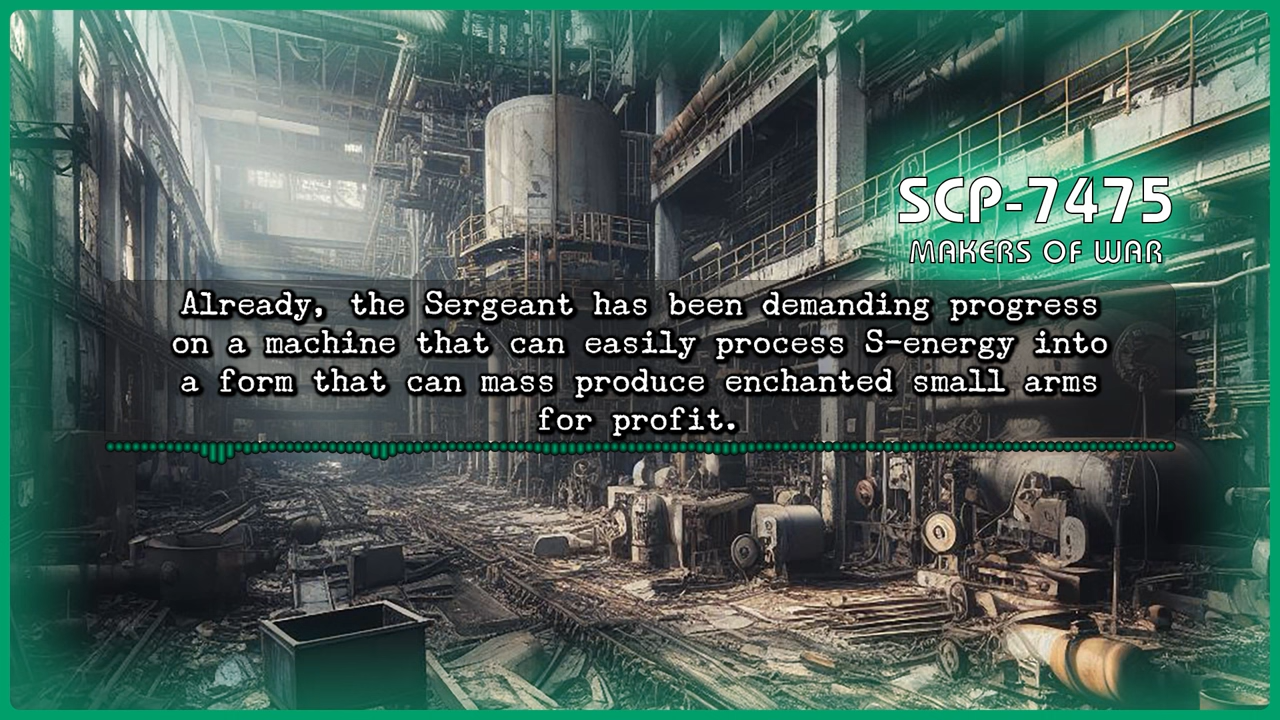 SCP-7475
MAKERS OF WAR
Already, the Sergeant has been demanding progress
on a machine that can easily process S-energy into
a form that can mass produce enchanted small arms
for profit.